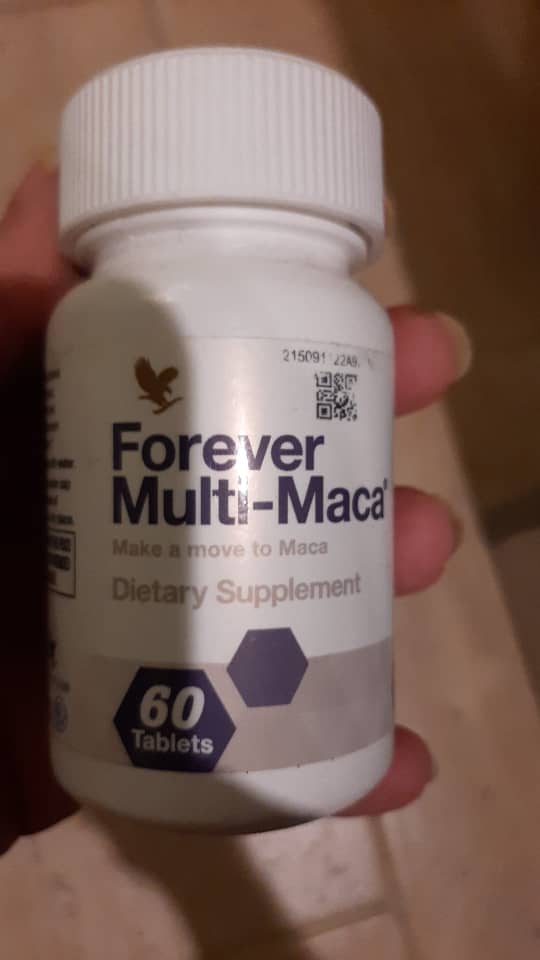 Forever
Multi-Maca®
Make a move to Maca
Dietary Supplement
60
Tablets